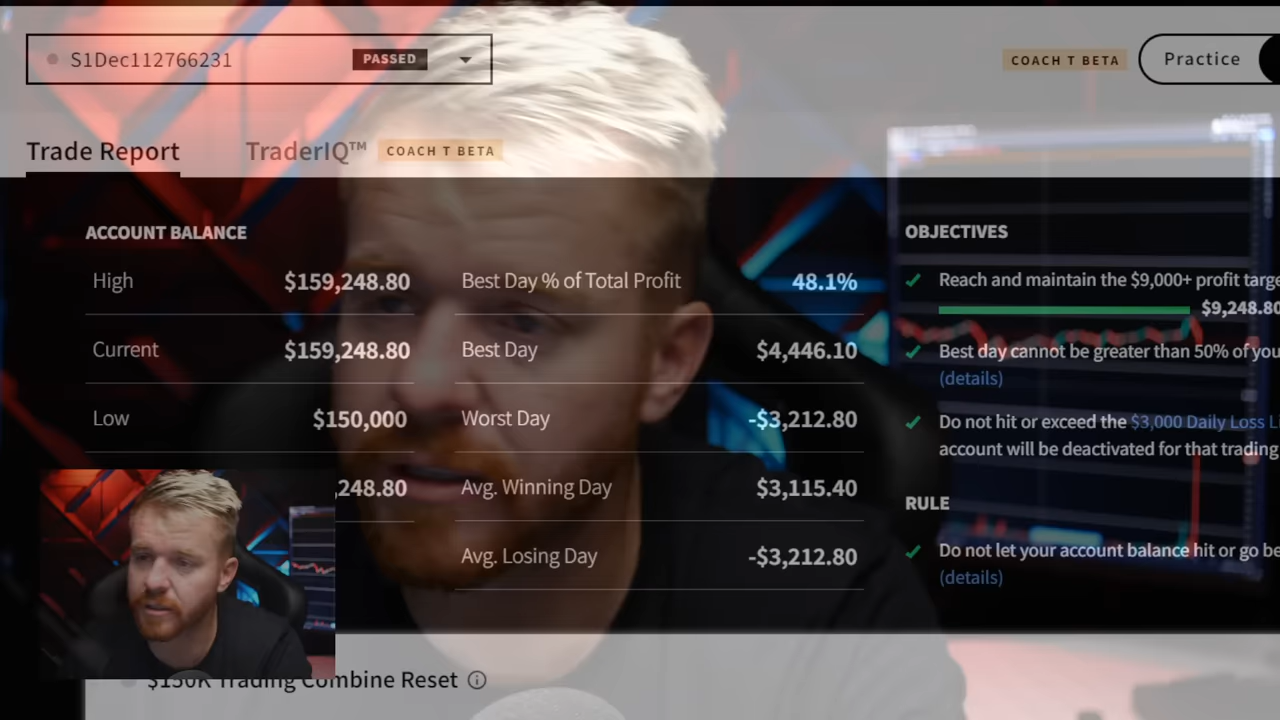 S1Dec112766231 PASSED
COACH T BETA
Practice
Trade Report
TraderIQ™ COACH T BETA
ACCOUNT BALANCE
High $159,248.80
Current $159,248.80
Low $150,000
,248.80
Best Day % of Total Profit 48.1%
Best Day $4,446.10
Worst Day -$3,212.80
Avg. Winning Day $3,115.40
Avg. Losing Day -$3,212.80
OBJECTIVES
Reach and maintain the $9,000+ profit targe
$9,248.80
Best day cannot be greater than 50% of you
(details)
Do not hit or exceed the $3,000 Daily Loss L
account will be deactivated for that trading
RULE
Do not let your account balance hit or go be
(details)
$150K Trading Combine Reset